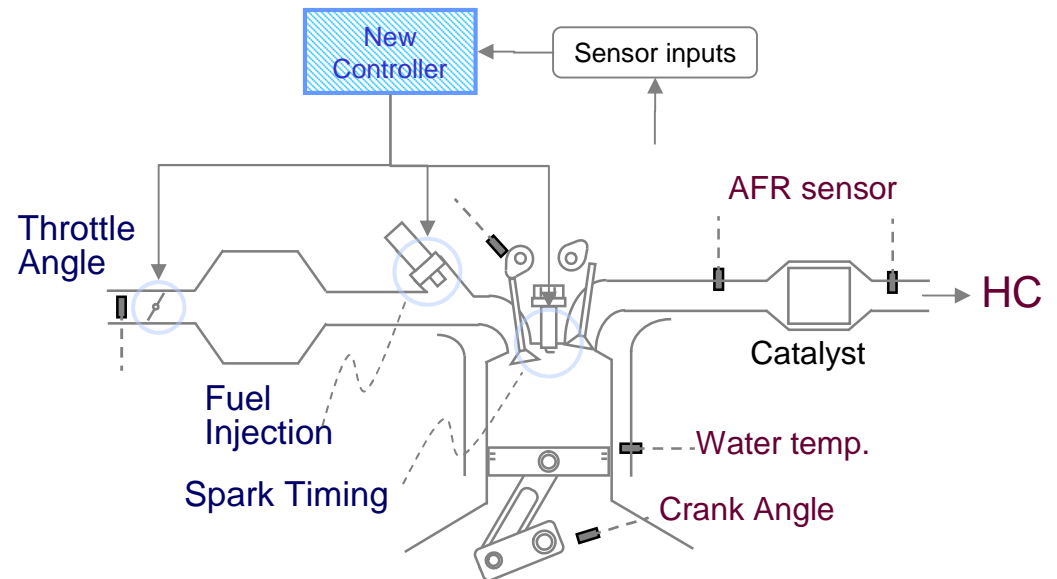 New
Controller
Sensor inputs
AFR sensor
Throttle
Angle
HC
Catalyst
Fuel
Injection
Water temp.
Spark Timing
Crank Angle